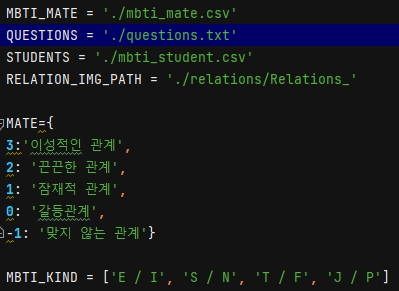 MBTI_MATE = './mbti_mate.csv'
QUESTIONS = './questions.txt'
STUDENTS = './mbti_student.csv'
RELATION_IMG_PATH = './relations/Relations_'
MATE={
3:'이성적인 관계',
2: '끈끈한 관계',
1: '잠재적 관계',
0: '갈등관계',
-1: '맞지 않는 관계'}
MBTI_KIND = ['E / I', 'S / N', 'T / F', 'J / P']